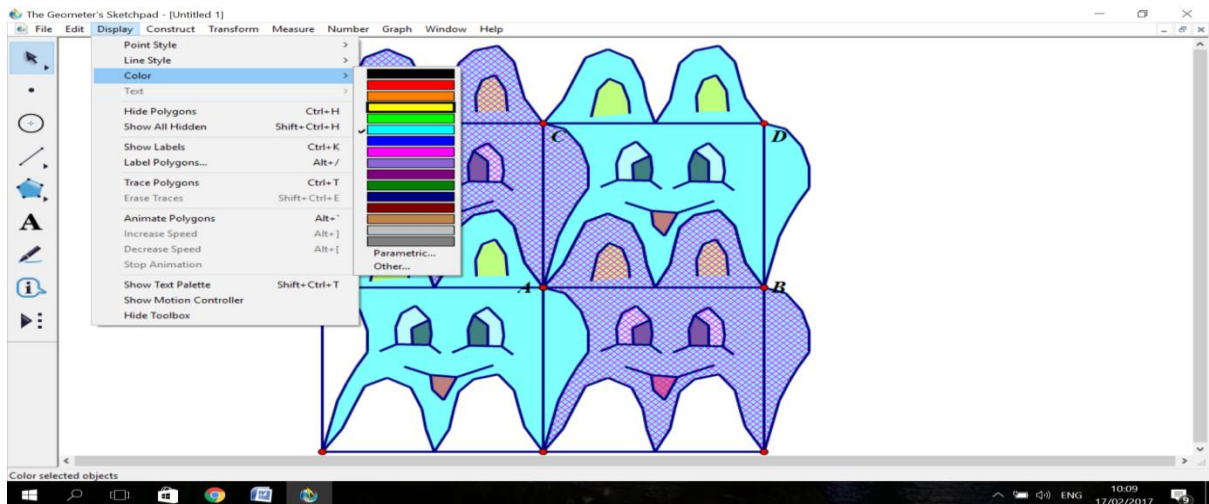 The Geometer's Sketchpad - [Untitled 1]
File Edit Display Construct Transform Measure Number Graph Window Help
Point Style
Line Style
Color
Text
Hide Polygons Ctrl+H
Show All Hidden Shift+Ctrl+H
Show Labels Ctrl+K
Label Polygons... Alt+/
Trace Polygons Ctrl+T
Erase Traces Shift+Ctrl+E
Animate Polygons Alt+`
Increase Speed Alt+]
Decrease Speed Alt+[
Stop Animation
Show Text Palette Shift+Ctrl+T
Show Motion Controller
Hide Toolbox
Parametric...
Other...
C D
A B
A
Color selected objects
ENG
10:09
17/02/2017